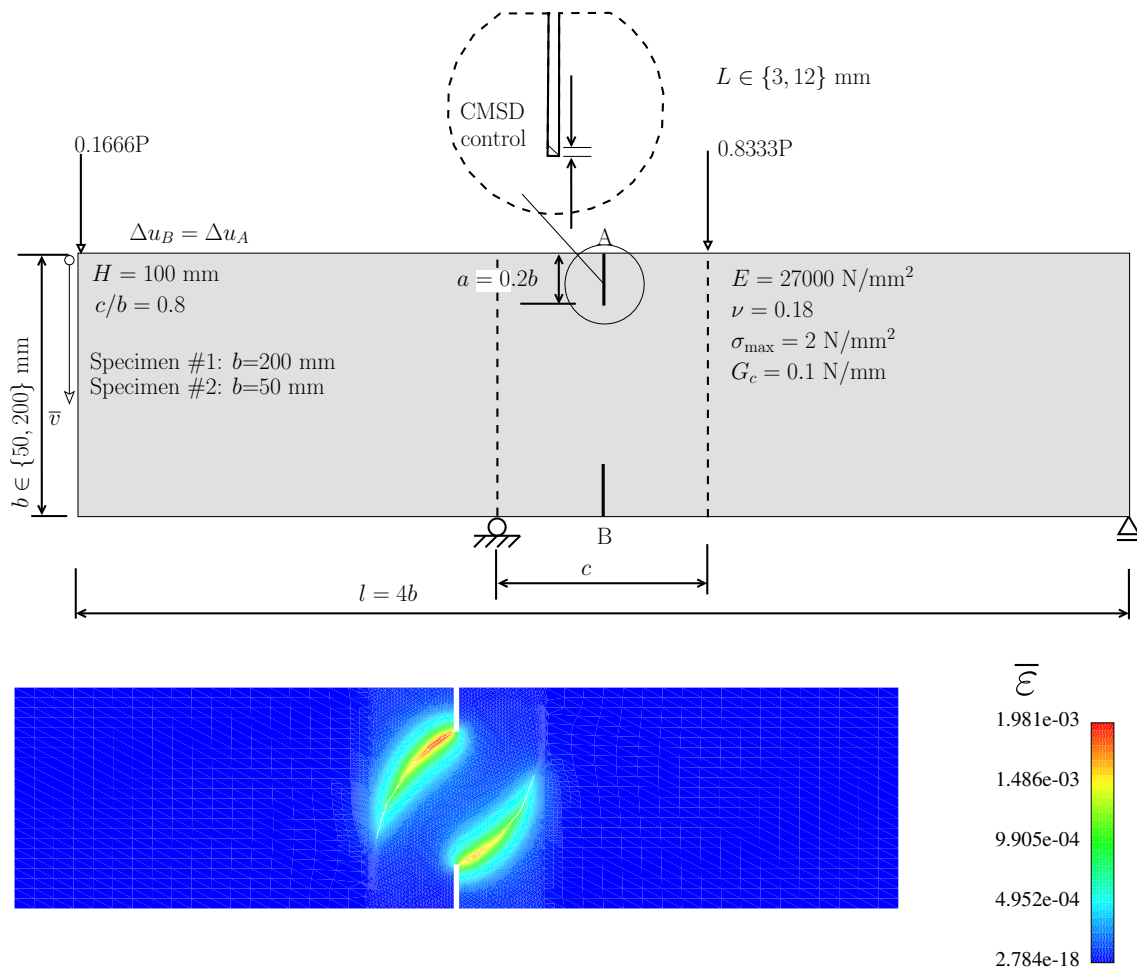 L ∈ {3, 12} mm
CMSD
control
0.1666P
0.8333P
Δu_B = Δu_A
A
H = 100 mm
c/b = 0.8
a = 0.2b
E = 27000 N/mm²
ν = 0.18
σ_max = 2 N/mm²
G_c = 0.1 N/mm
Specimen #1: b=200 mm
Specimen #2: b=50 mm
b ∈ {50, 200} mm
v̅
B
c
l = 4b
ε̅
1.981e-03
1.486e-03
9.905e-04
4.952e-04
2.784e-18